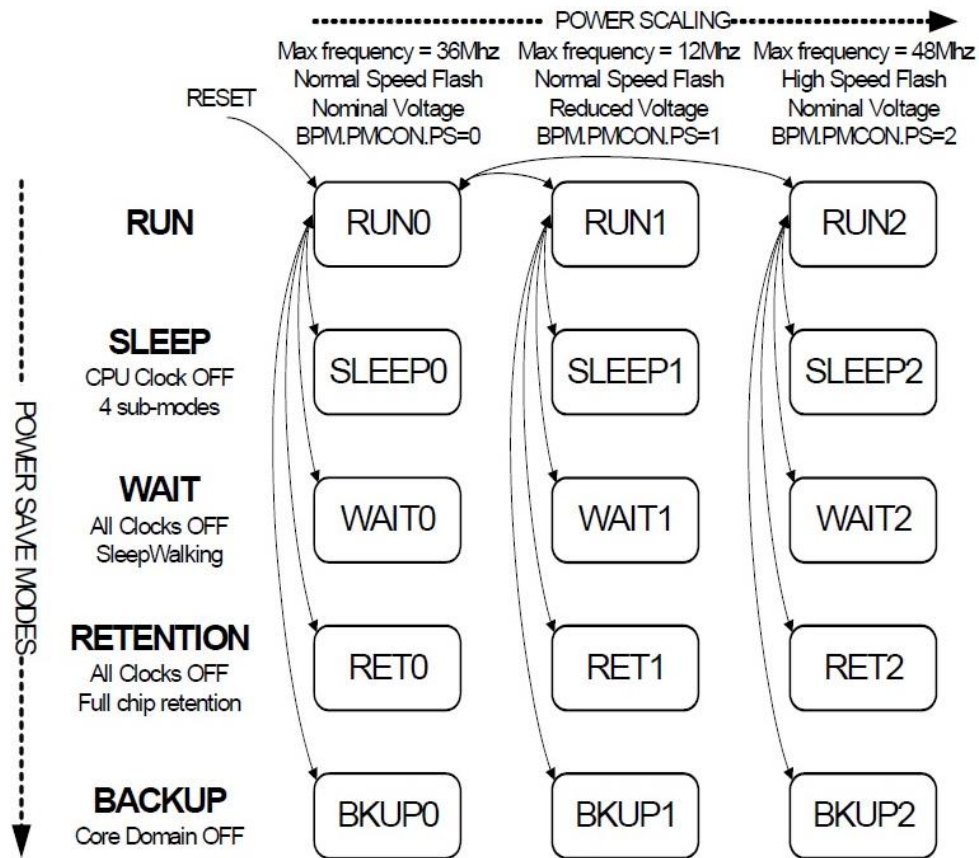 POWER SCALING
Max frequency = 36Mhz
Normal Speed Flash
Nominal Voltage
BPM.PMCON.PS=0
Max frequency = 12Mhz
Normal Speed Flash
Reduced Voltage
BPM.PMCON.PS=1
Max frequency = 48Mhz
High Speed Flash
Nominal Voltage
BPM.PMCON.PS=2
RESET
POWER SAVE MODES
RUN
RUN0
RUN1
RUN2
SLEEP
CPU Clock OFF
4 sub-modes
SLEEP0
SLEEP1
SLEEP2
WAIT
All Clocks OFF
SleepWalking
WAIT0
WAIT1
WAIT2
RETENTION
All Clocks OFF
Full chip retention
RET0
RET1
RET2
BACKUP
Core Domain OFF
BKUP0
BKUP1
BKUP2